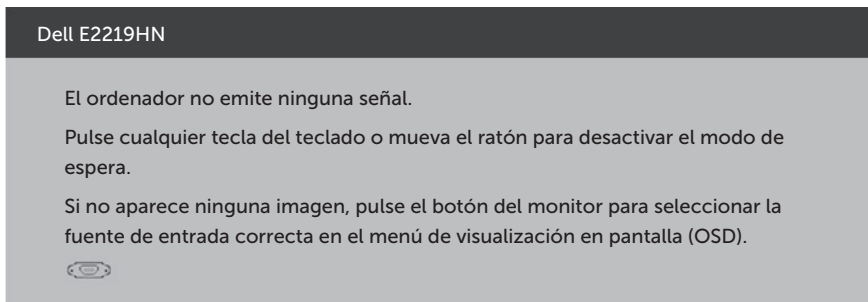 Dell E2219HN
El ordenador no emite ninguna señal.
Pulse cualquier tecla del teclado o mueva el ratón para desactivar el modo de
espera.
Si no aparece ninguna imagen, pulse el botón del monitor para seleccionar la
fuente de entrada correcta en el menú de visualización en pantalla (OSD).